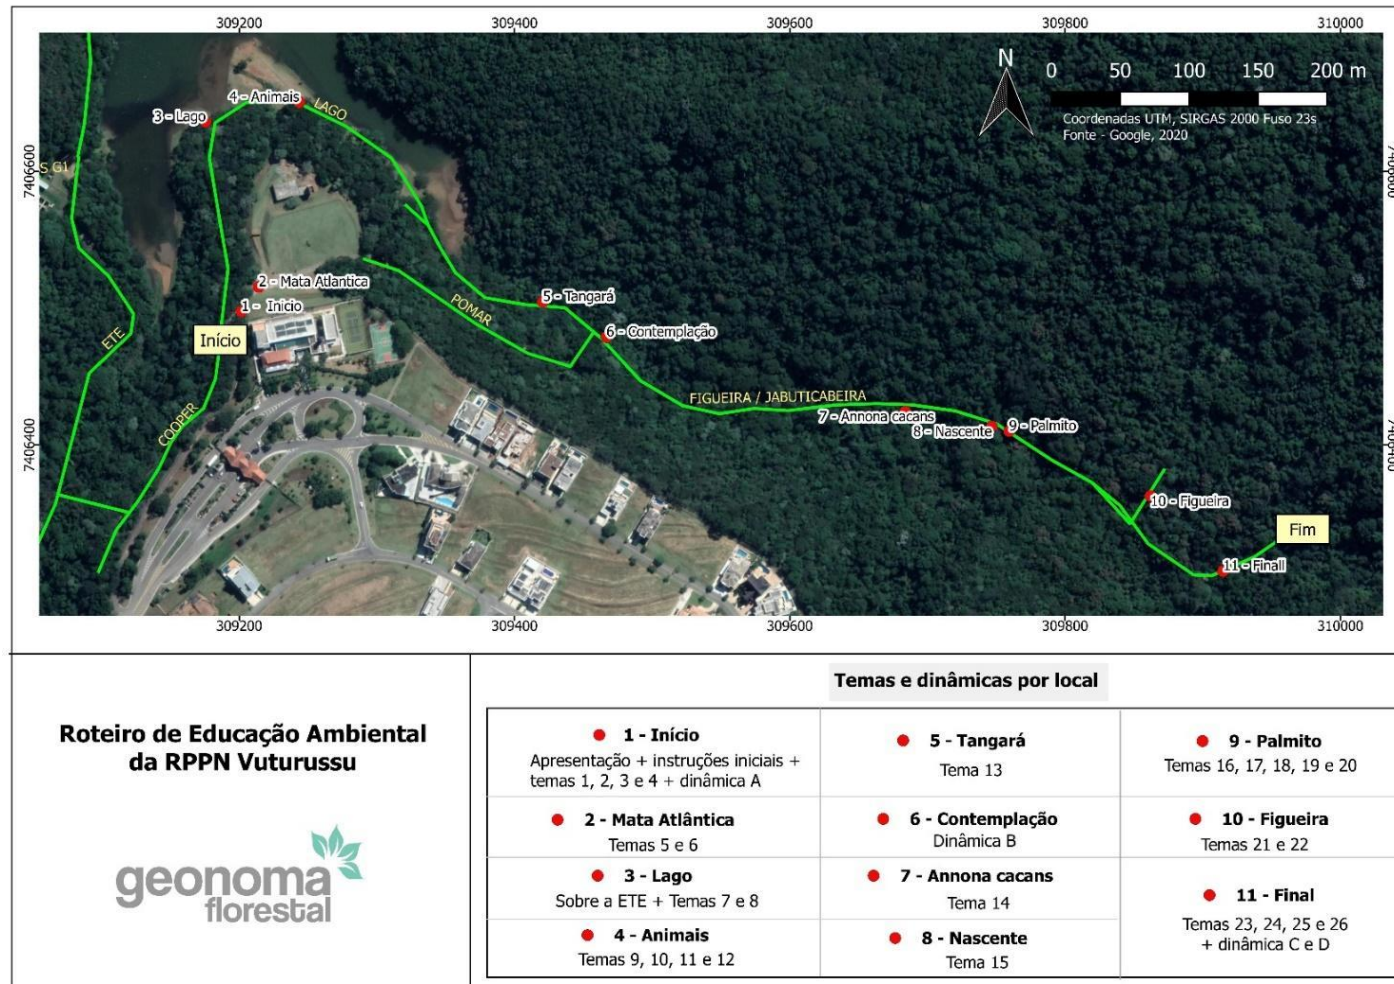 309200 309400 309600 309800 310000
N
0 50 100 150 200 m
Coordenadas UTM, SIRGAS 2000 Fuso 23s
Fonte - Google, 2020
4 - Animais
LAGO
3 - Lago
7406600
7406600
S G1
2 - Mata Atlantica
1 - Inicio
Início
5 - Tangará
POMAR
6 - Contemplação
ETE
COOPER
FIGUEIRA / JABUTICABEIRA
7 - Annona cacans
8 - Nascente
9 - Palmito
7406400
7406400
10 - Figueira
Fim
11 - Finall
309200 309400 309600 309800 310000
Roteiro de Educação Ambiental
da RPPN Vuturussu
geonoma
florestal
Temas e dinâmicas por local
1 - Início
Apresentação + instruções iniciais +
temas 1, 2, 3 e 4 + dinâmica A
2 - Mata Atlântica
Temas 5 e 6
3 - Lago
Sobre a ETE + Temas 7 e 8
4 - Animais
Temas 9, 10, 11 e 12
5 - Tangará
Tema 13
6 - Contemplação
Dinâmica B
7 - Annona cacans
Tema 14
8 - Nascente
Tema 15
9 - Palmito
Temas 16, 17, 18, 19 e 20
10 - Figueira
Temas 21 e 22
11 - Final
Temas 23, 24, 25 e 26
+ dinâmica C e D